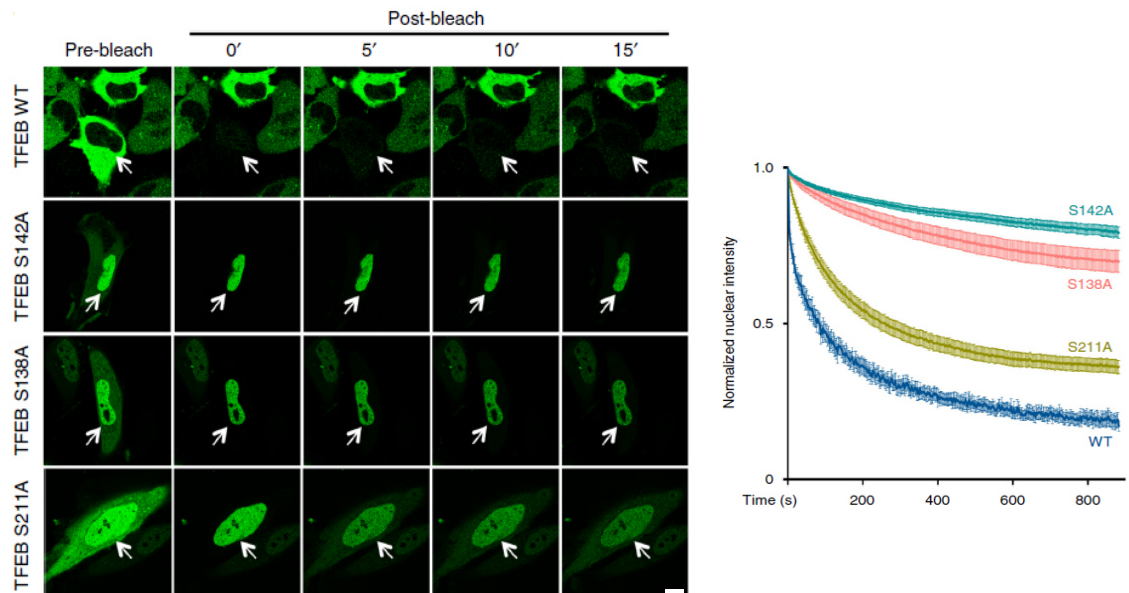 Post-bleach
Pre-bleach 0′ 5′ 10′ 15′
TFEB WT
TFEB S142A
TFEB S138A
TFEB S211A
Normalized nuclear intensity
1.0
0.5
0
S142A
S138A
S211A
WT
Time (s) 200 400 600 800